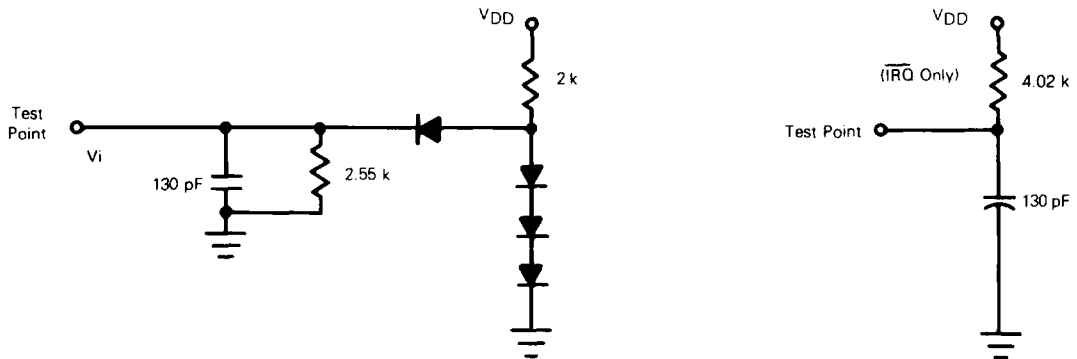 VDD
2 k
Test
Point
Vi
130 pF
2.55 k
VDD
(IRQ Only)
4.02 k
Test Point
130 pF